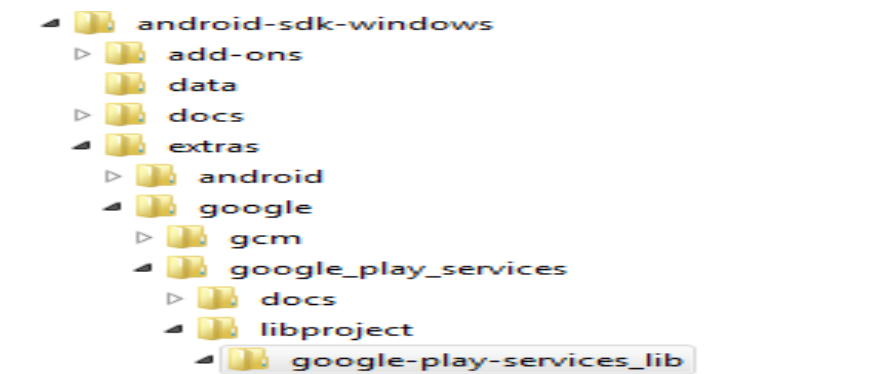 android-sdk-windows
add-ons
data
docs
extras
android
google
gcm
google_play_services
docs
libproject
google-play-services_lib